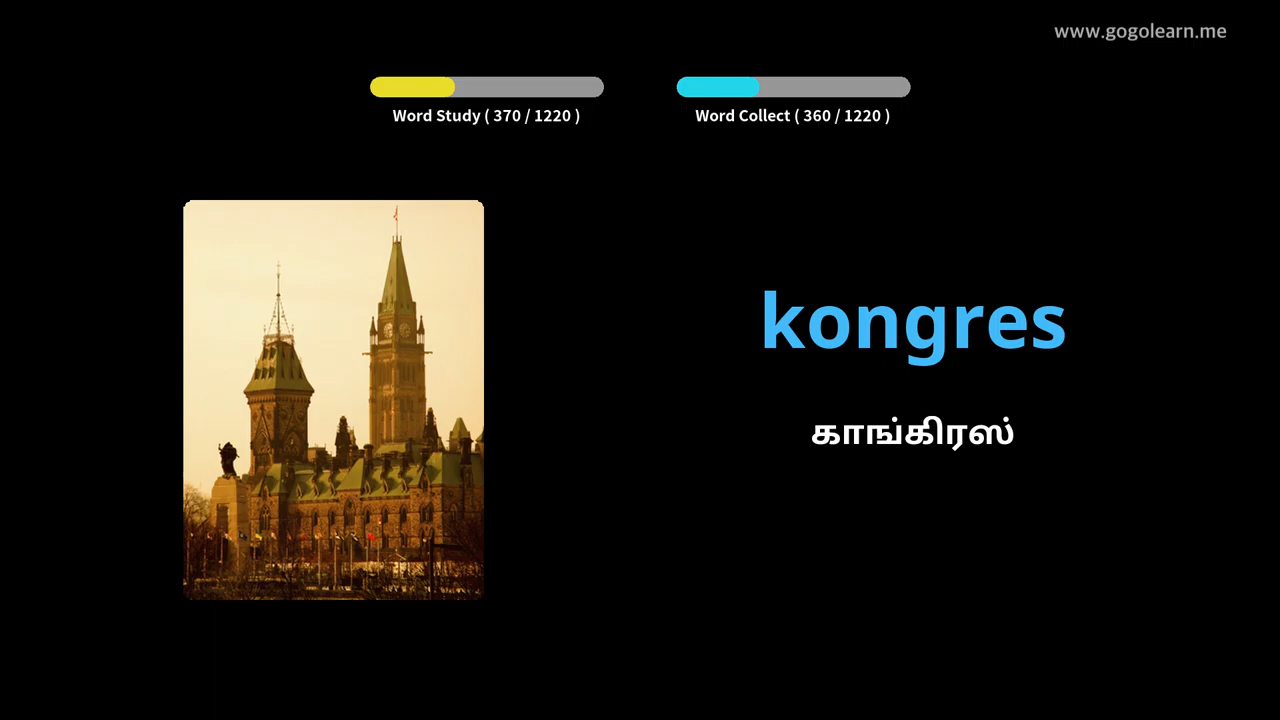 www.gogolearn.me
Word Study ( 370 / 1220 )
Word Collect ( 360 / 1220 )
kongres
காங்கிரஸ்